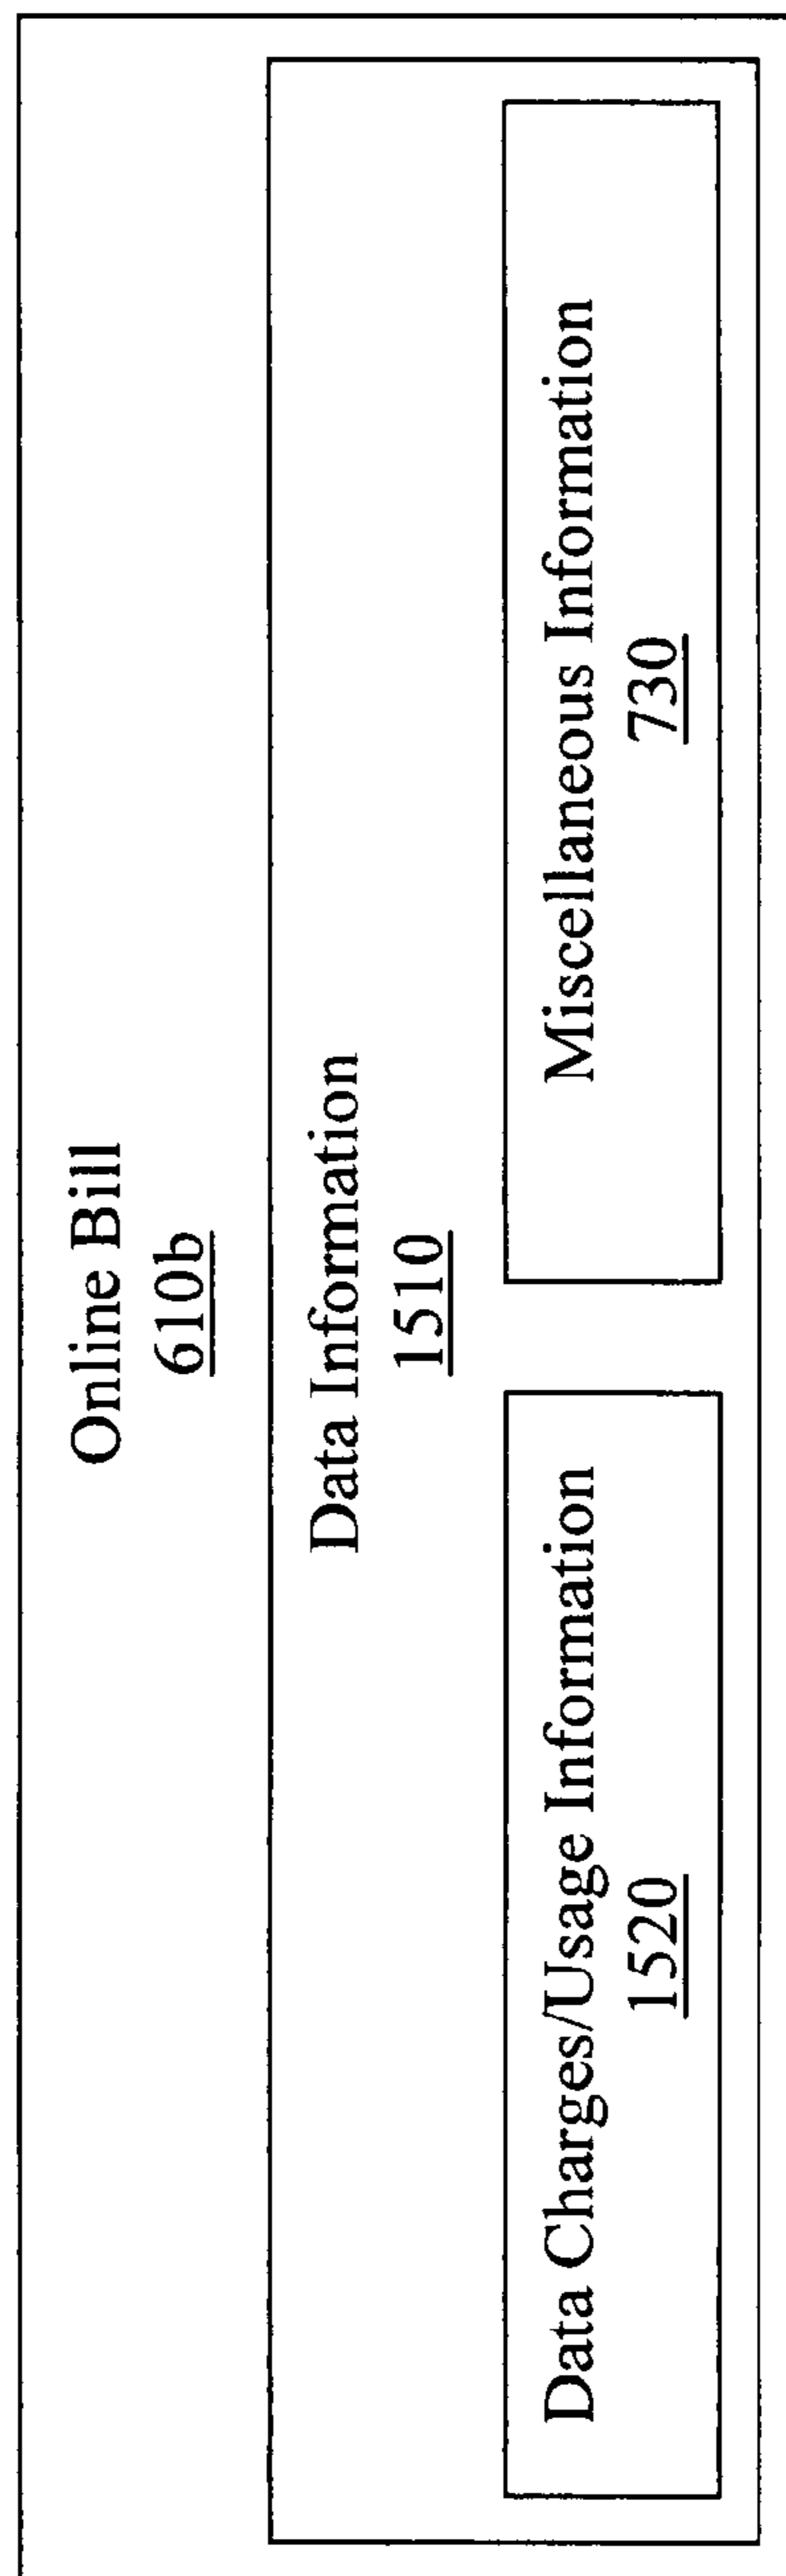 Online Bill
610b
Data Information
1510
Data Charges/Usage Information
1520
Miscellaneous Information
730